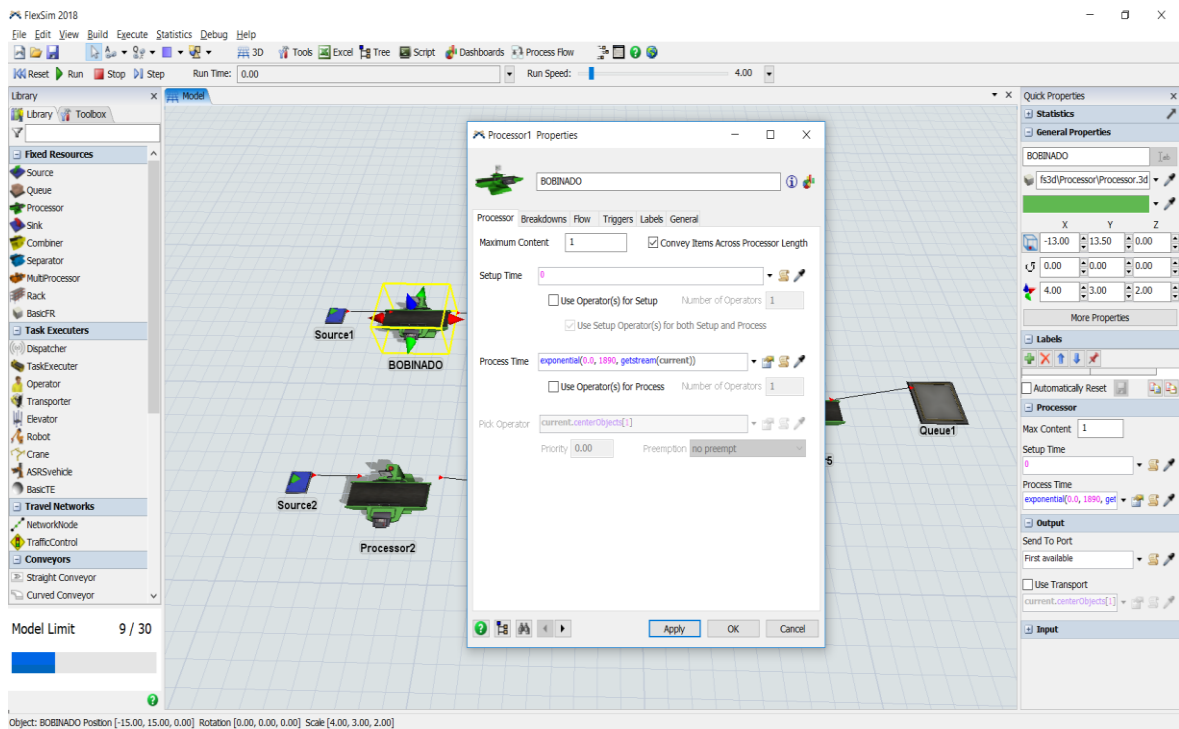 FlexSim 2018
File Edit View Build Execute Statistics Debug Help
3D Tools Excel Tree Script Dashboards Process Flow
Reset Run Stop Step Run Time: 0.00 Run Speed: 4.00
Library
Library Toolbox
Fixed Resources
Source
Queue
Processor
Sink
Combiner
Separator
MultiProcessor
Rack
BasicFR
Task Executers
Dispatcher
TaskExecuter
Operator
Transporter
Elevator
Robot
Crane
ASRSvehicle
BasicTE
Travel Networks
NetworkNode
TrafficControl
Conveyors
Straight Conveyor
Curved Conveyor
Model Limit 9 / 30
Model
Source1
BOBINADO
Source2
Processor2
Queue1
Processor1 Properties
BOBINADO
Processor Breakdowns Flow Triggers Labels General
Maximum Content 1 Convey Items Across Processor Length
Setup Time 0
Use Operator(s) for Setup Number of Operators 1
Use Setup Operator(s) for both Setup and Process
Process Time exponential(0.0, 1890, getstream(current))
Use Operator(s) for Process Number of Operators 1
Pick Operator current.centerObjects[1]
Priority 0.00 Preemption no preempt
Apply OK Cancel
Quick Properties
Statistics
General Properties
BOBINADO
fs3d\Processor\Processor.3d
X Y Z
-13.00 13.50 0.00
0.00 0.00 0.00
4.00 3.00 2.00
More Properties
Labels
Automatically Reset
Processor
Max Content 1
Setup Time
0
Process Time
exponential(0.0, 1890, get
Output
Send To Port
First available
Use Transport
current.centerObjects[1]
Input
Object: BOBINADO Position [-15.00, 15.00, 0.00] Rotation [0.00, 0.00, 0.00] Scale [4.00, 3.00, 2.00]